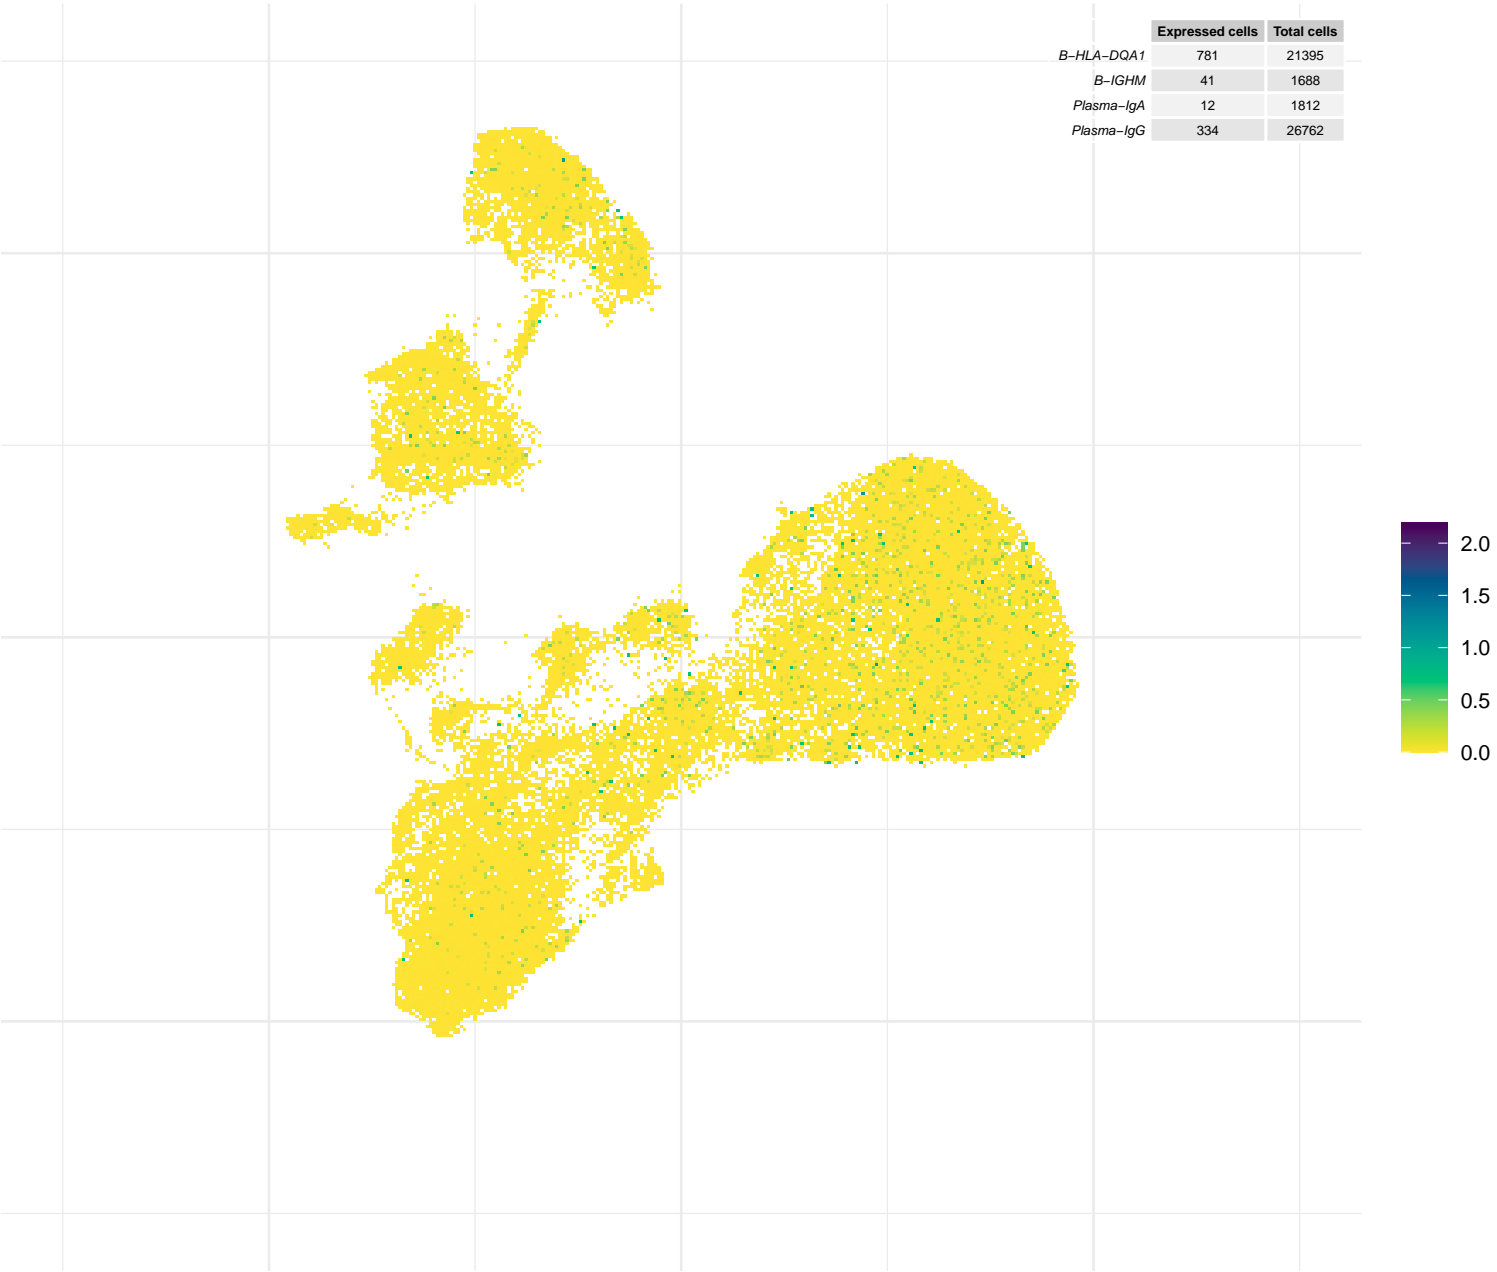 Expressed cells Total cells
B−HLA−DQA1 781 21395
B−IGHM 41 1688
Plasma−IgA 12 1812
Plasma−IgG 334 26762
2.0
1.5
1.0
0.5
0.0